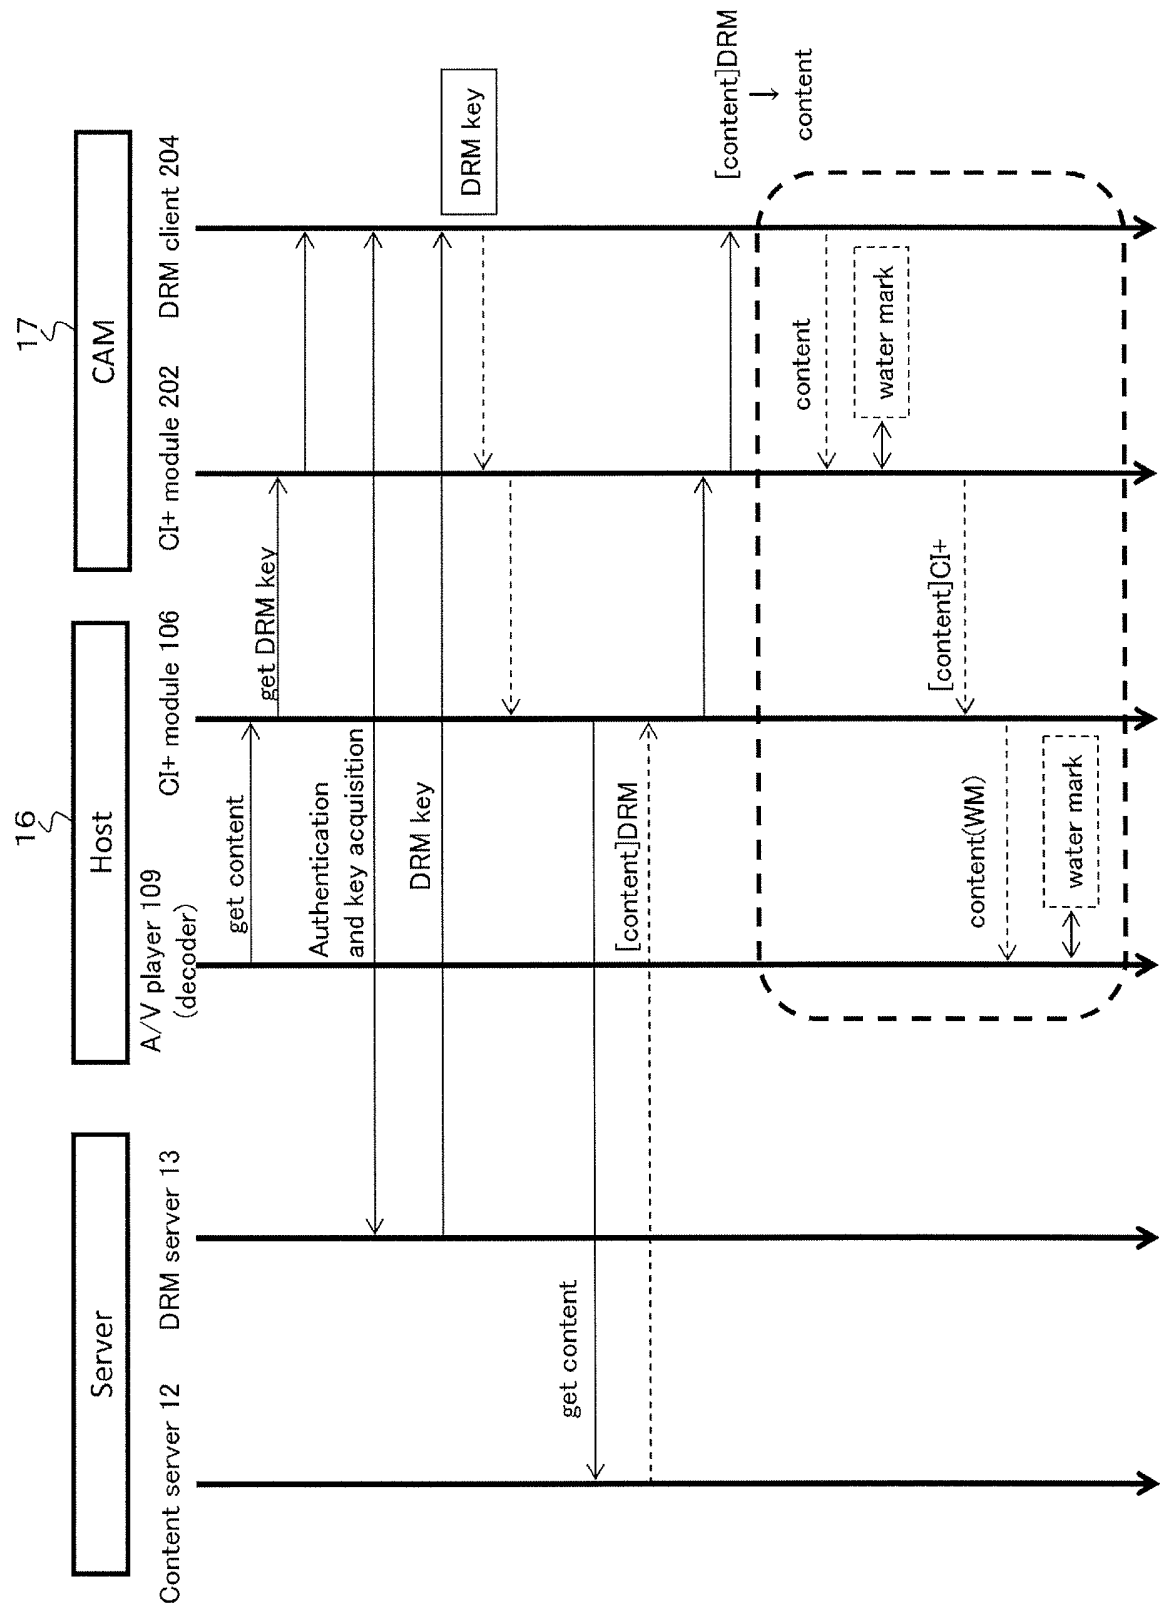 Server
Host
CAM
16
17
Content server 12
DRM server 13
A/V player 109
(decoder)
CI+ module 106
CI+ module 202
DRM client 204
get content
get DRM key
Authentication
and key acquisition
DRM key
DRM key
get content
[content]DRM
[content]DRM
→
content
content
water mark
[content]CI+
content(WM)
water mark